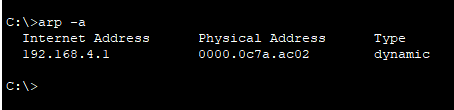 C:\>arp -a
Internet Address Physical Address Type
192.168.4.1 0000.0c7a.ac02 dynamic
C:\>